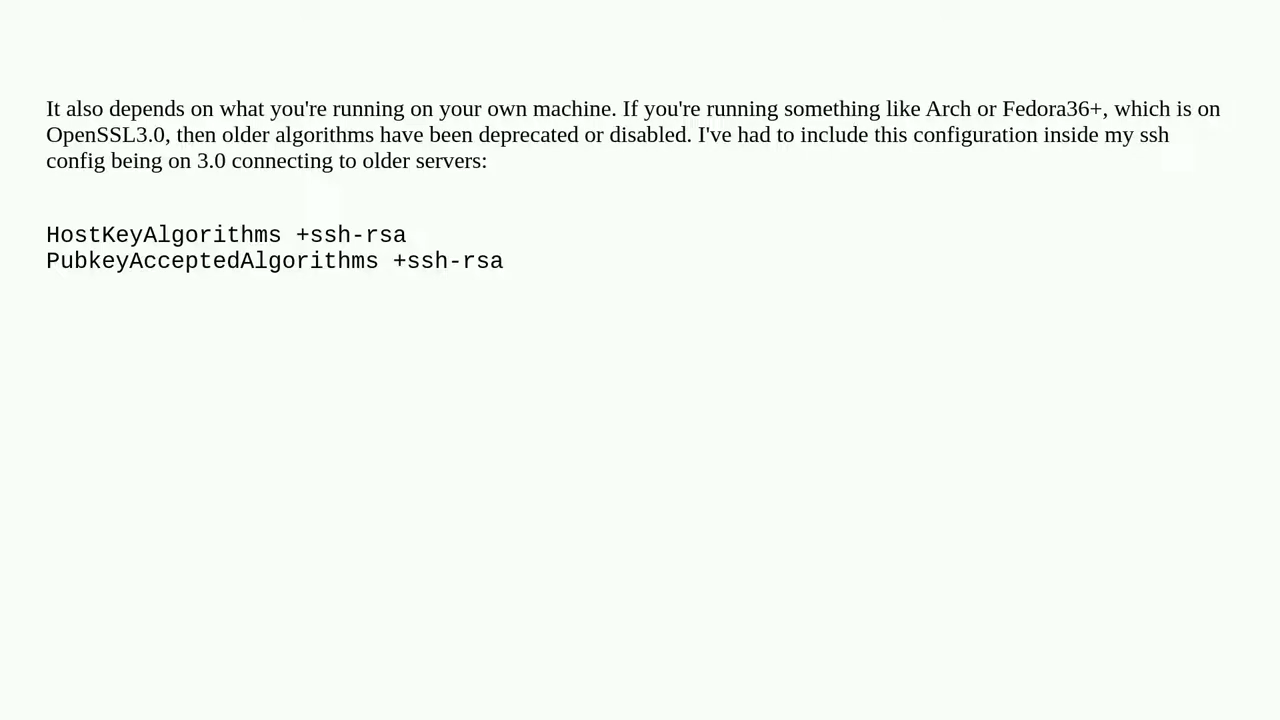 It also depends on what you're running on your own machine. If you're running something like Arch or Fedora36+, which is on
OpenSSL3.0, then older algorithms have been deprecated or disabled. I've had to include this configuration inside my ssh
config being on 3.0 connecting to older servers:
HostKeyAlgorithms +ssh-rsa
PubkeyAcceptedAlgorithms +ssh-rsa